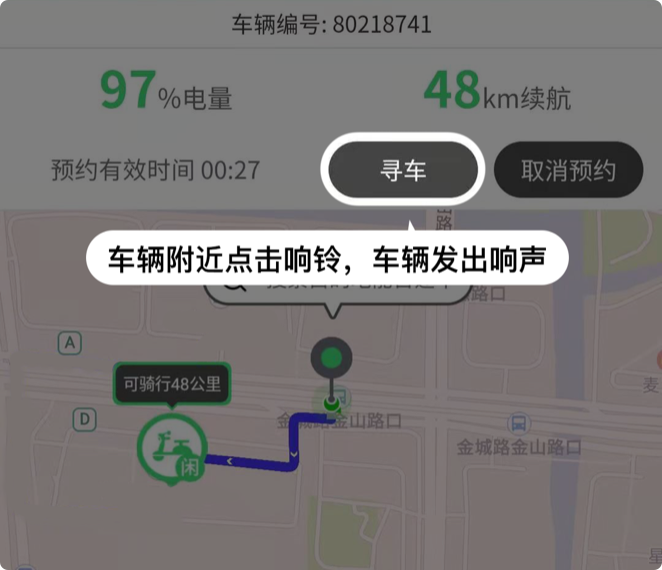 车辆编号: 80218741
97%电量
48km续航
预约有效时间 00:27
寻车
取消预约
车辆附近点击响铃，车辆发出响声
路口
A
可骑行48公里
麦
D
金城路金山路口
金城路金山路口
闲
星